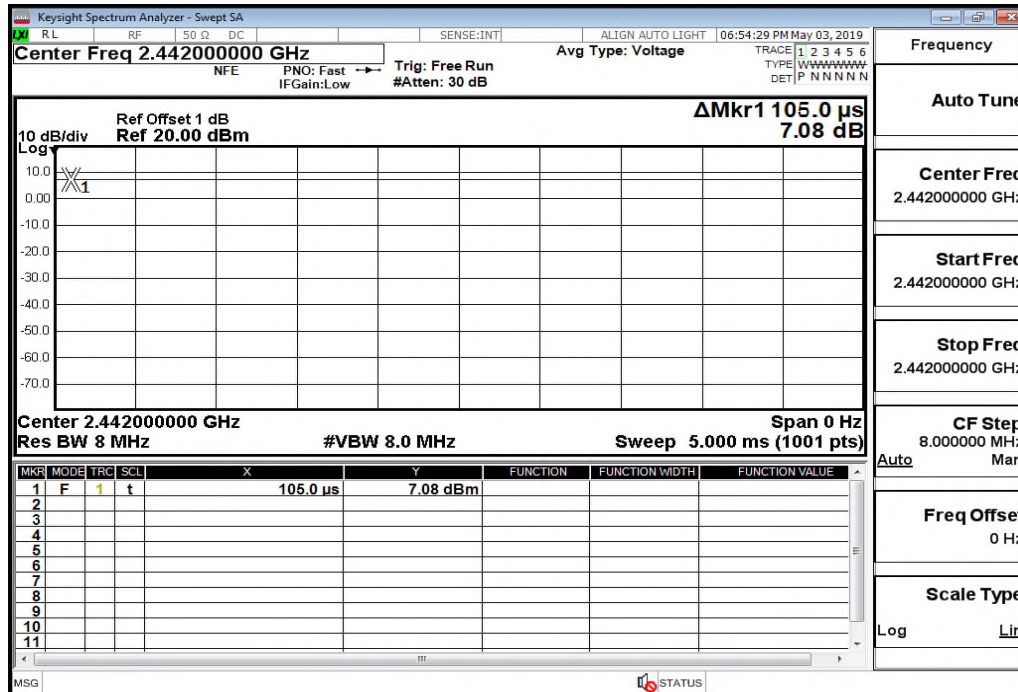 Keysight Spectrum Analyzer - Swept SA
LXI RL RF 50 Ω DC SENSE:INT ALIGN AUTO LIGHT 06:54:29 PM May 03, 2019
Center Freq 2.442000000 GHz
NFE PNO: Fast Trig: Free Run Avg Type: Voltage TRACE 1 2 3 4 5 6
IFGain:Low #Atten: 30 dB TYPE WWWWWW
DET P N N N N N
Ref Offset 1 dB ΔMkr1 105.0 µs
10 dB/div Ref 20.00 dBm 7.08 dB
Log
10.0
1
0.00
-10.0
-20.0
-30.0
-40.0
-50.0
-60.0
-70.0
Center 2.442000000 GHz Span 0 Hz
Res BW 8 MHz #VBW 8.0 MHz Sweep 5.000 ms (1001 pts)
MKR MODE TRC SCL X Y FUNCTION FUNCTION WIDTH FUNCTION VALUE
1 F 1 t 105.0 µs 7.08 dBm
2
3
4
5
6
7
8
9
10
11
MSG STATUS
Frequency
Auto Tune
Center Freq
2.442000000 GHz
Start Freq
2.442000000 GHz
Stop Freq
2.442000000 GHz
CF Step
8.000000 MHz
Auto Man
Freq Offset
0 Hz
Scale Type
Log Lin